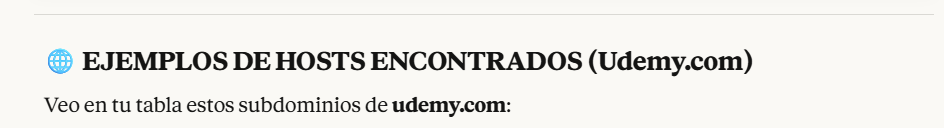 🌐 EJEMPLOS DE HOSTS ENCONTRADOS (Udemy.com)
Veo en tu tabla estos subdominios de udemy.com: